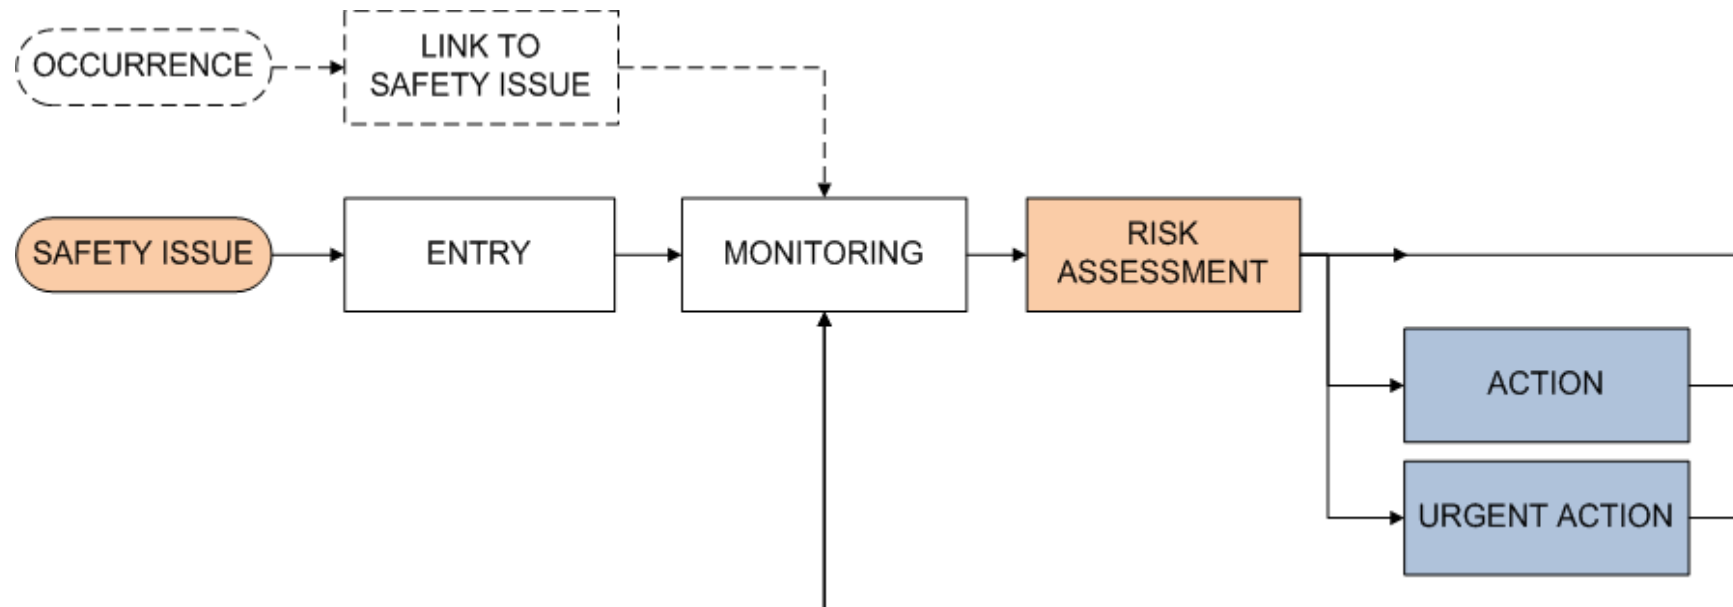 OCCURRENCE
LINK TO
SAFETY ISSUE
SAFETY ISSUE
ENTRY
MONITORING
RISK
ASSESSMENT
ACTION
URGENT ACTION